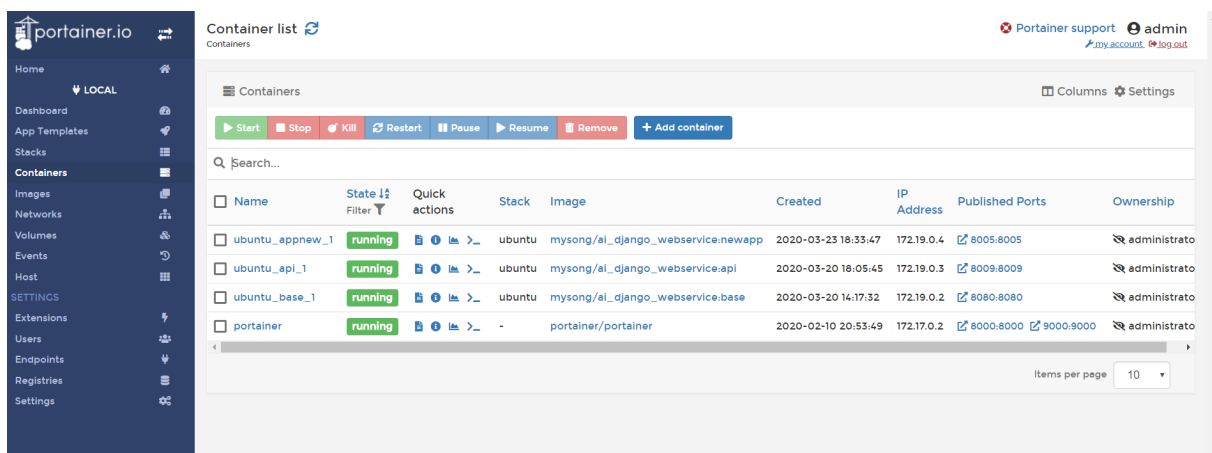 portainer.io
Container list
Containers
Portainer support admin
my account log out
Home
LOCAL
Dashboard
App Templates
Stacks
Containers
Images
Networks
Volumes
Events
Host
SETTINGS
Extensions
Users
Endpoints
Registries
Settings
Containers
Columns Settings
Start Stop Kill Restart Pause Resume Remove + Add container
Search...
Name State Filter Quick actions Stack Image Created IP Address Published Ports Ownership
ubuntu_appnew_1 running ubuntu mysong/ai_django_webservice:newapp 2020-03-23 18:33:47 172.19.0.4 8005:8005 administrato
ubuntu_api_1 running ubuntu mysong/ai_django_webservice:api 2020-03-20 18:05:45 172.19.0.3 8009:8009 administrato
ubuntu_base_1 running ubuntu mysong/ai_django_webservice:base 2020-03-20 14:17:32 172.19.0.2 8080:8080 administrato
portainer running - portainer/portainer 2020-02-10 20:53:49 172.17.0.2 8000:8000 9000:9000 administrato
Items per page 10